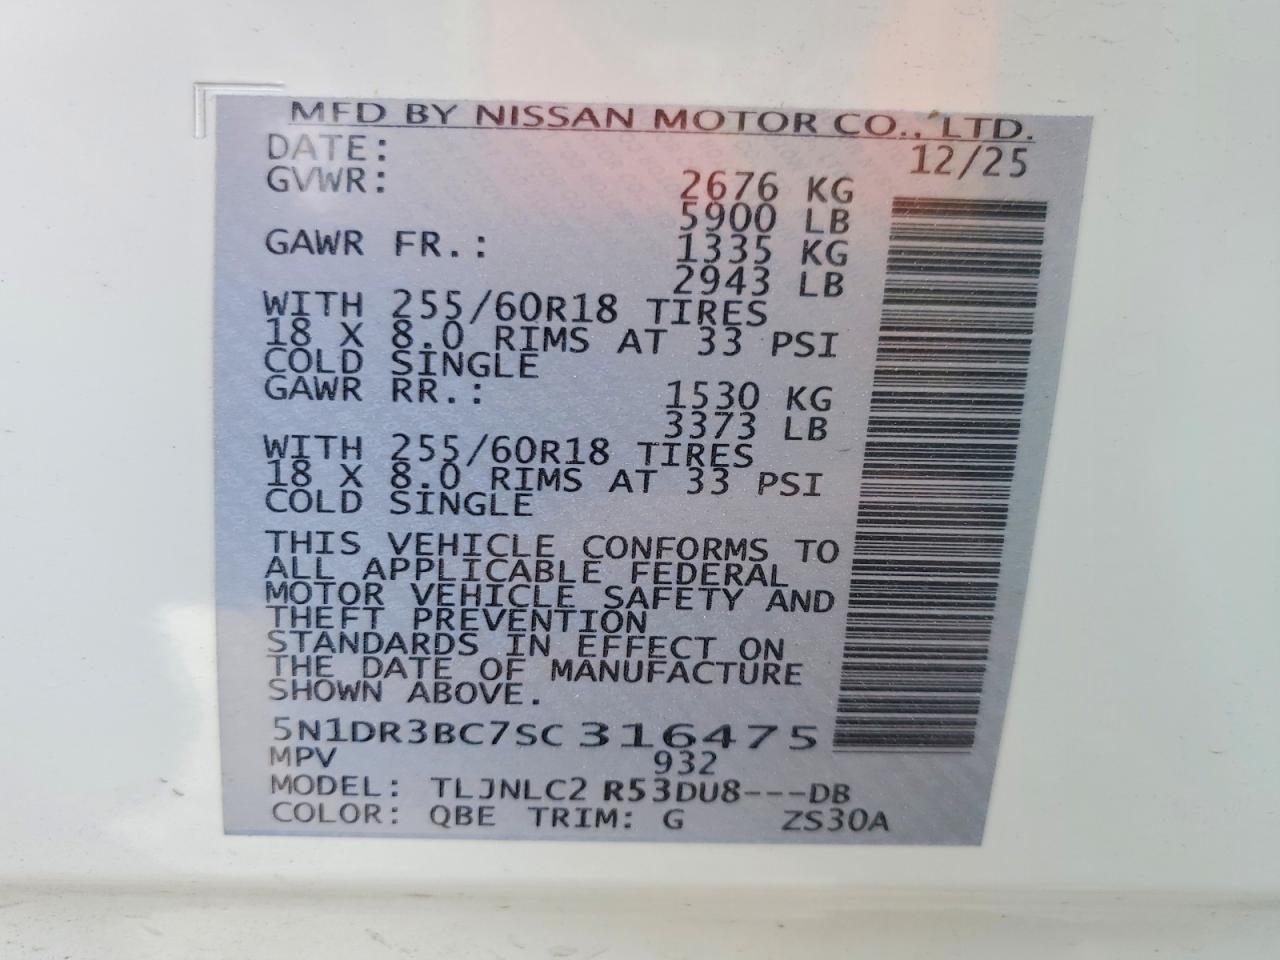 MFD BY NISSAN MOTOR CO., LTD.
DATE: 12/25
GVWR: 2676 KG
5900 LB
GAWR FR.: 1335 KG
2943 LB
WITH 255/60R18 TIRES
18 X 8.0 RIMS AT 33 PSI
COLD SINGLE
GAWR RR.: 1530 KG
3373 LB
WITH 255/60R18 TIRES
18 X 8.0 RIMS AT 33 PSI
COLD SINGLE
THIS VEHICLE CONFORMS TO
ALL APPLICABLE FEDERAL
MOTOR VEHICLE SAFETY AND
THEFT PREVENTION
STANDARDS IN EFFECT ON
THE DATE OF MANUFACTURE
SHOWN ABOVE.
5N1DR3BC7SC316475
MPV 932
MODEL: TLJNLC2 R53DU8---DB
COLOR: QBE TRIM: G ZS30A